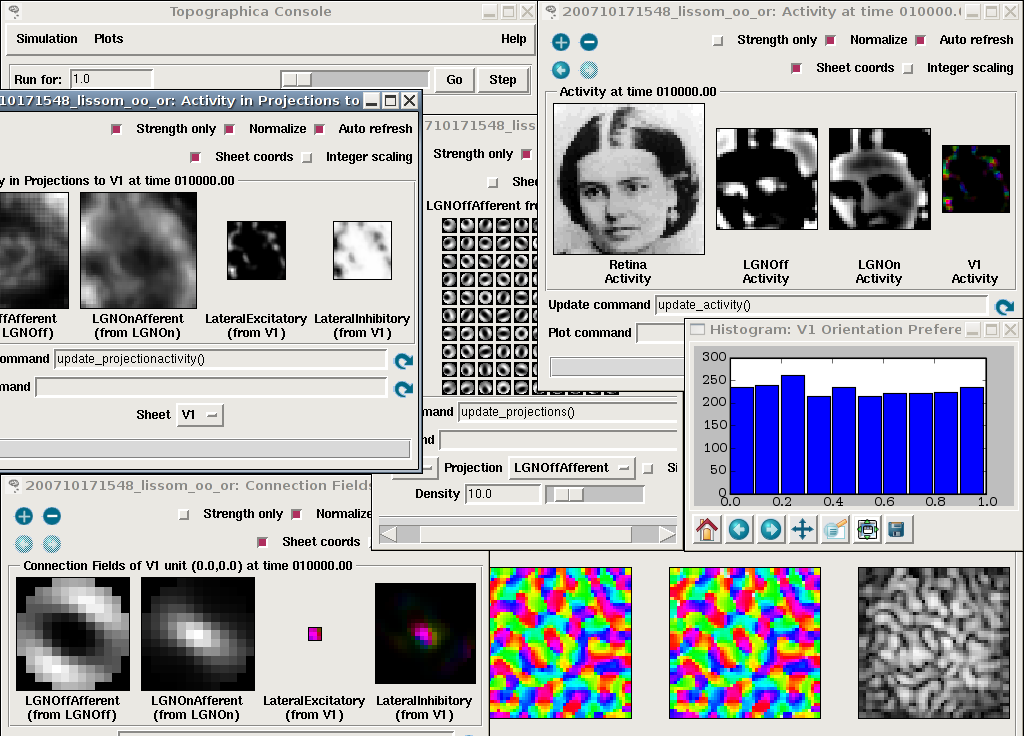 Topographica Console
Simulation Plots Help
Run for: 1.0 Go Step
200710171548_lissom_oo_or: Activity at time 010000.0
Strength only Normalize Auto refresh
Sheet coords Integer scaling
Activity at time 010000.00
Retina Activity
LGNOff Activity
LGNOn Activity
V1 Activity
Update command update_activity()
Plot command
10171548_lissom_oo_or: Activity in Projections to
Strength only Normalize Auto refresh
Sheet coords Integer scaling
y in Projections to V1 at time 010000.00
ffAfferent LGNOff)
LGNOnAfferent (from LGNOn)
LateralExcitatory (from V1)
LateralInhibitory (from V1)
ommand update_projectionactivity()
mand
Sheet V1
710171548_liss
Strength only
Shee
LGNOffAfferent fro
mand update_projections()
nd
Projection LGNOffAfferent Si
Density 10.0
Histogram: V1 Orientation Prefere
300
250
200
150
100
50
0
0.0 0.2 0.4 0.6 0.8 1.0
200710171548_lissom_oo_or: Connection Fields
Strength only Normalize
Sheet coords
Connection Fields of V1 unit (0.0,0.0) at time 010000.00
LGNOffAfferent (from LGNOff)
LGNOnAfferent (from LGNOn)
LateralExcitatory (from V1)
LateralInhibitory (from V1)